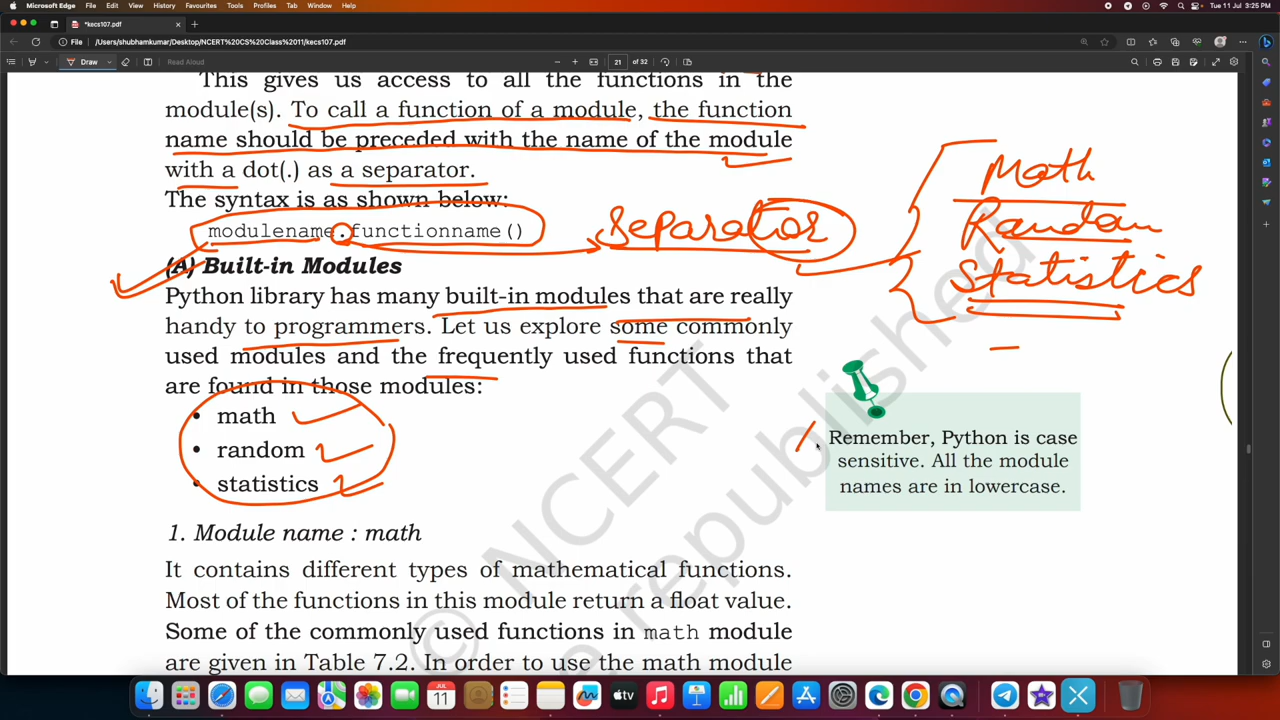 Microsoft Edge File Edit View History Favourites Tools Profiles Tab Window Help
Tue 11 Jul 3:25 PM
*kecs107.pdf
File /Users/shubhamkumar/Desktop/NCERT%20CS%20Class%2011/kecs107.pdf
Draw Read Aloud 21 of 32
This gives us access to all the functions in the
module(s). To call a function of a module, the function
name should be preceded with the name of the module
with a dot(.) as a separator.
The syntax is as shown below:
modulename.functionname()
separator
Math
Random
Statistics
(A) Built-in Modules
Python library has many built-in modules that are really
handy to programmers. Let us explore some commonly
used modules and the frequently used functions that
are found in those modules:
• math
• random
• statistics
Remember, Python is case
sensitive. All the module
names are in lowercase.
1. Module name : math
It contains different types of mathematical functions.
Most of the functions in this module return a float value.
Some of the commonly used functions in math module
are given in Table 7.2. In order to use the math module
© NCERT
republished
JUL
11
tv